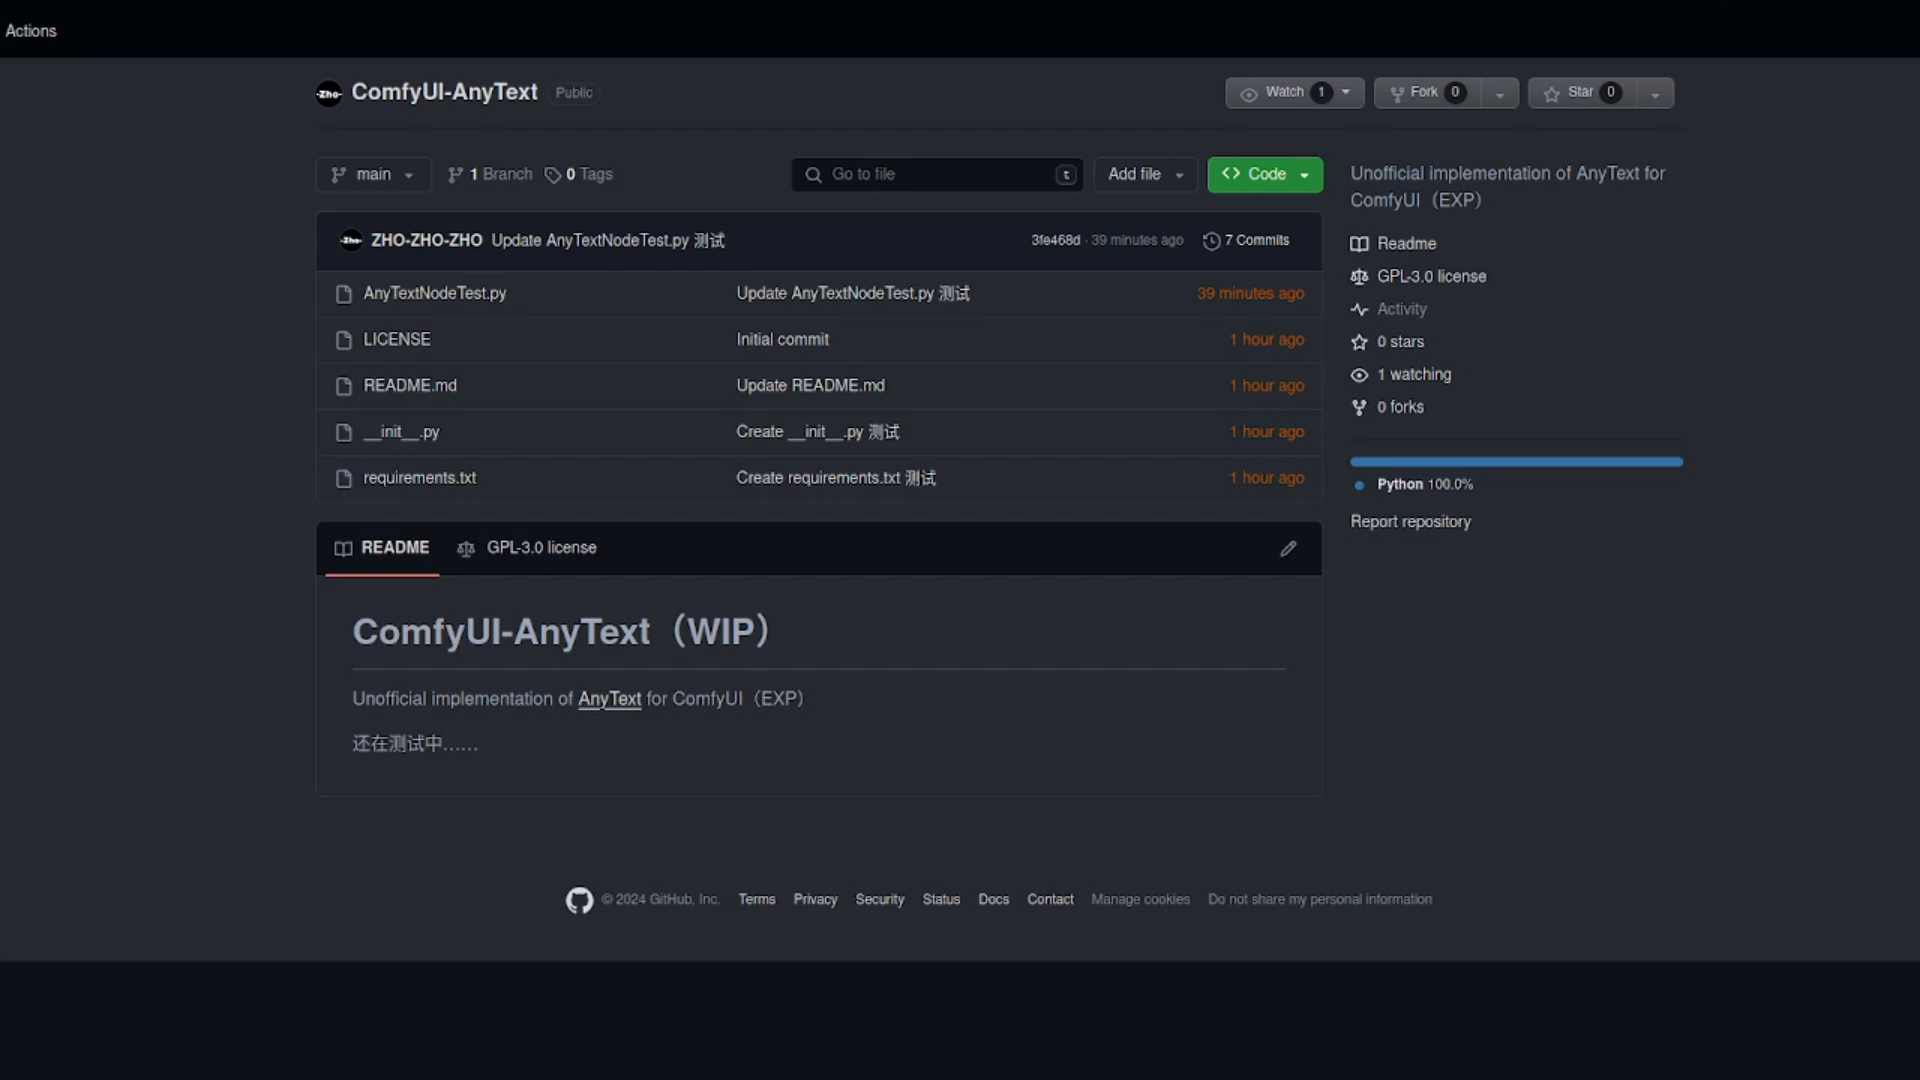 Actions
-Zho- ComfyUI-AnyText Public Watch 1 Fork 0 Star 0
main 1 Branch 0 Tags Go to file t Add file Code
Unofficial implementation of AnyText for
ComfyUI（EXP）
-Zho- ZHO-ZHO-ZHO Update AnyTextNodeTest.py 测试 3fe468d · 39 minutes ago 7 Commits
AnyTextNodeTest.py Update AnyTextNodeTest.py 测试 39 minutes ago
LICENSE Initial commit 1 hour ago
README.md Update README.md 1 hour ago
__init__.py Create __init__.py 测试 1 hour ago
requirements.txt Create requirements.txt 测试 1 hour ago
Readme
GPL-3.0 license
Activity
0 stars
1 watching
0 forks
Python 100.0%
Report repository
README GPL-3.0 license
ComfyUI-AnyText（WIP）
Unofficial implementation of AnyText for ComfyUI（EXP）
还在测试中……
© 2024 GitHub, Inc. Terms Privacy Security Status Docs Contact Manage cookies Do not share my personal information